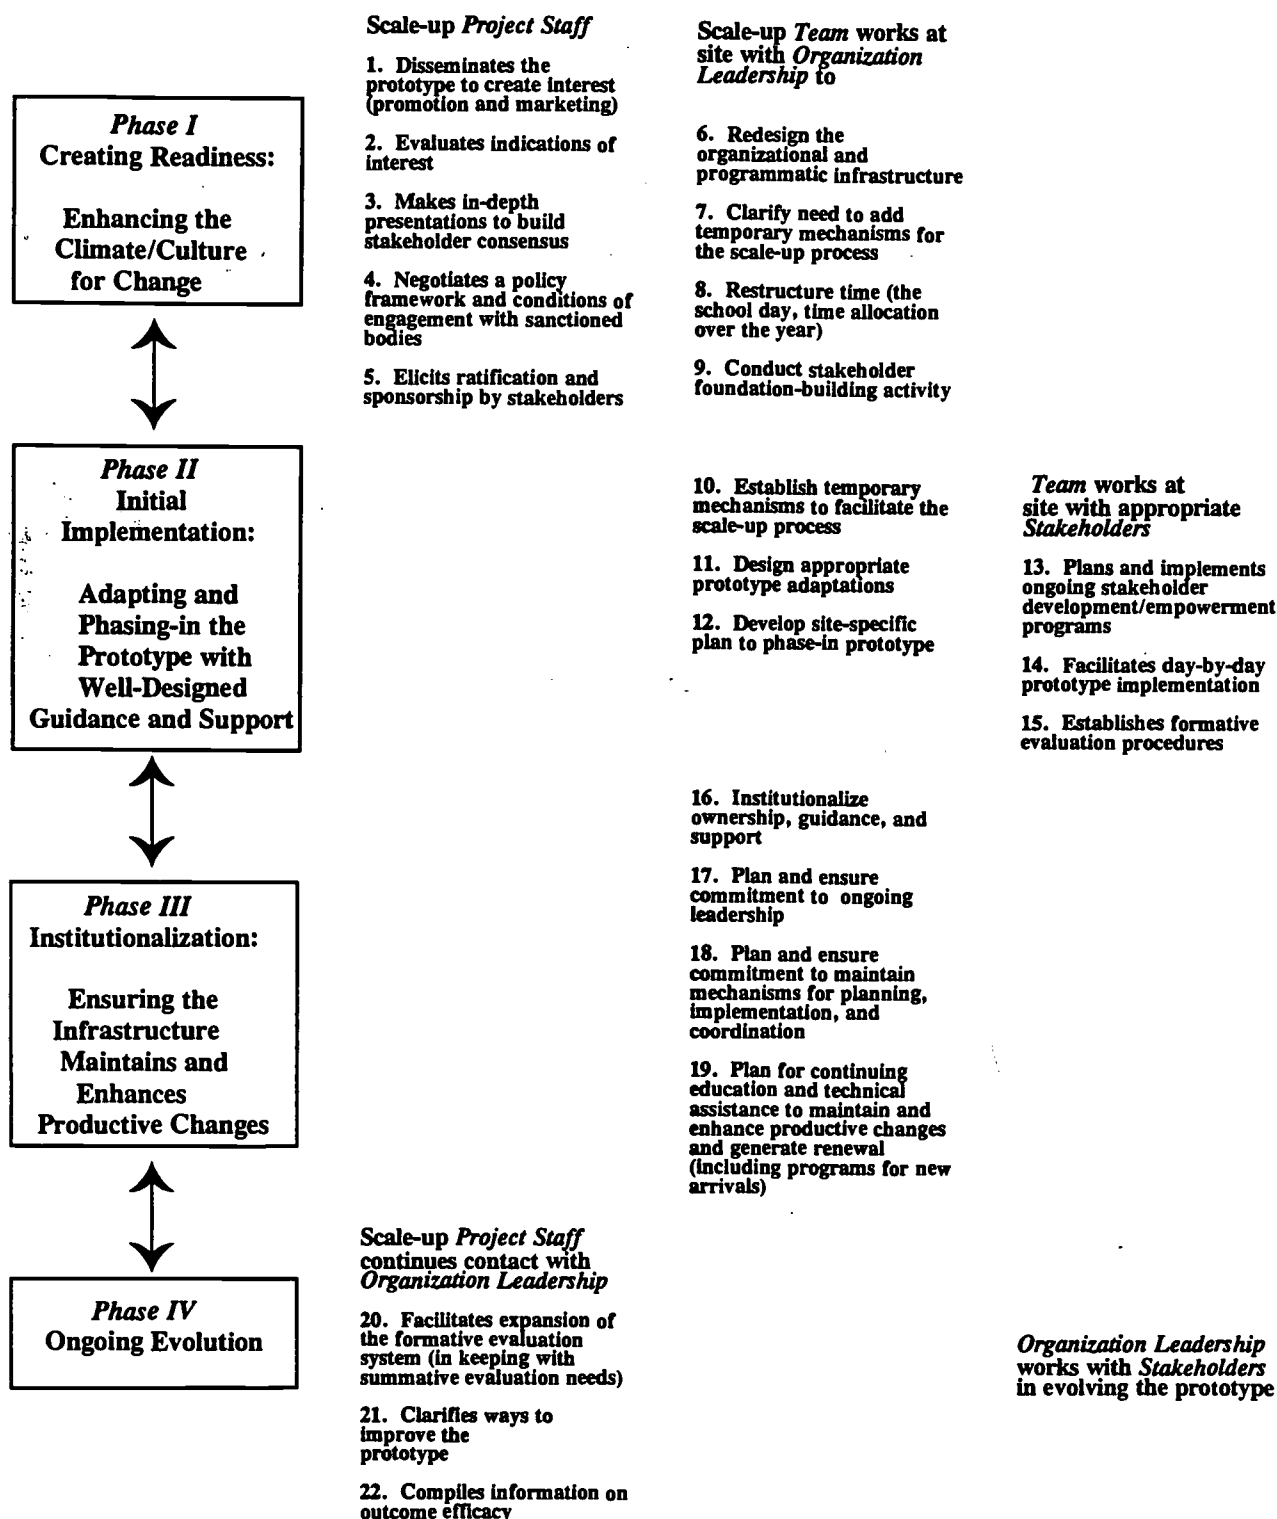 Phase I
Creating Readiness:
Enhancing the
Climate/Culture
for Change
Scale-up Project Staff
1. Disseminates the
prototype to create interest
(promotion and marketing)
2. Evaluates indications of
interest
3. Makes in-depth
presentations to build
stakeholder consensus
4. Negotiates a policy
framework and conditions of
engagement with sanctioned
bodies
5. Elicits ratification and
sponsorship by stakeholders
Scale-up Team works at
site with Organization
Leadership to
6. Redesign the
organizational and
programmatic infrastructure
7. Clarify need to add
temporary mechanisms for
the scale-up process
8. Restructure time (the
school day, time allocation
over the year)
9. Conduct stakeholder
foundation-building activity
Phase II
Initial
Implementation:
Adapting and
Phasing-in the
Prototype with
Well-Designed
Guidance and Support
10. Establish temporary
mechanisms to facilitate the
scale-up process
11. Design appropriate
prototype adaptations
12. Develop site-specific
plan to phase-in prototype
Team works at
site with appropriate
Stakeholders
13. Plans and implements
ongoing stakeholder
development/empowerment
programs
14. Facilitates day-by-day
prototype implementation
15. Establishes formative
evaluation procedures
Phase III
Institutionalization:
Ensuring the
Infrastructure
Maintains and
Enhances
Productive Changes
16. Institutionalize
ownership, guidance, and
support
17. Plan and ensure
commitment to ongoing
leadership
18. Plan and ensure
commitment to maintain
mechanisms for planning,
implementation, and
coordination
19. Plan for continuing
education and technical
assistance to maintain and
enhance productive changes
and generate renewal
(including programs for new
arrivals)
Phase IV
Ongoing Evolution
Scale-up Project Staff
continues contact with
Organization Leadership
20. Facilitates expansion of
the formative evaluation
system (in keeping with
summative evaluation needs)
21. Clarifies ways to
improve the
prototype
22. Compiles information on
outcome efficacy
Organization Leadership
works with Stakeholders
in evolving the prototype